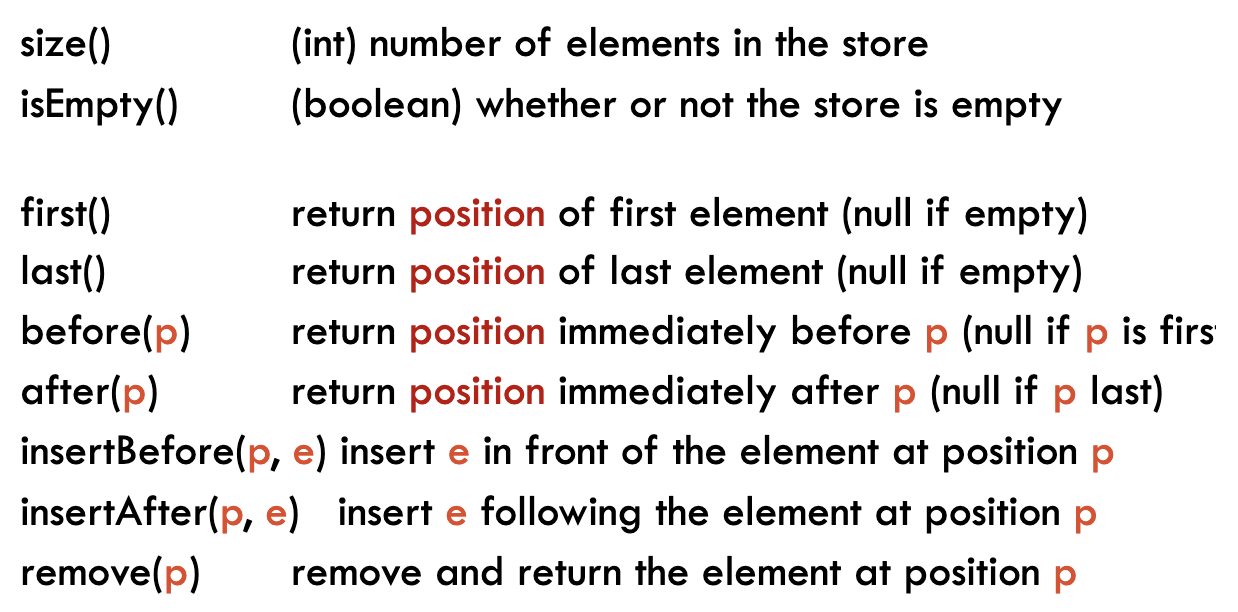 size() (int) number of elements in the store
isEmpty() (boolean) whether or not the store is empty
first() return position of first element (null if empty)
last() return position of last element (null if empty)
before(p) return position immediately before p (null if p is firs
after(p) return position immediately after p (null if p last)
insertBefore(p, e) insert e in front of the element at position p
insertAfter(p, e) insert e following the element at position p
remove(p) remove and return the element at position p